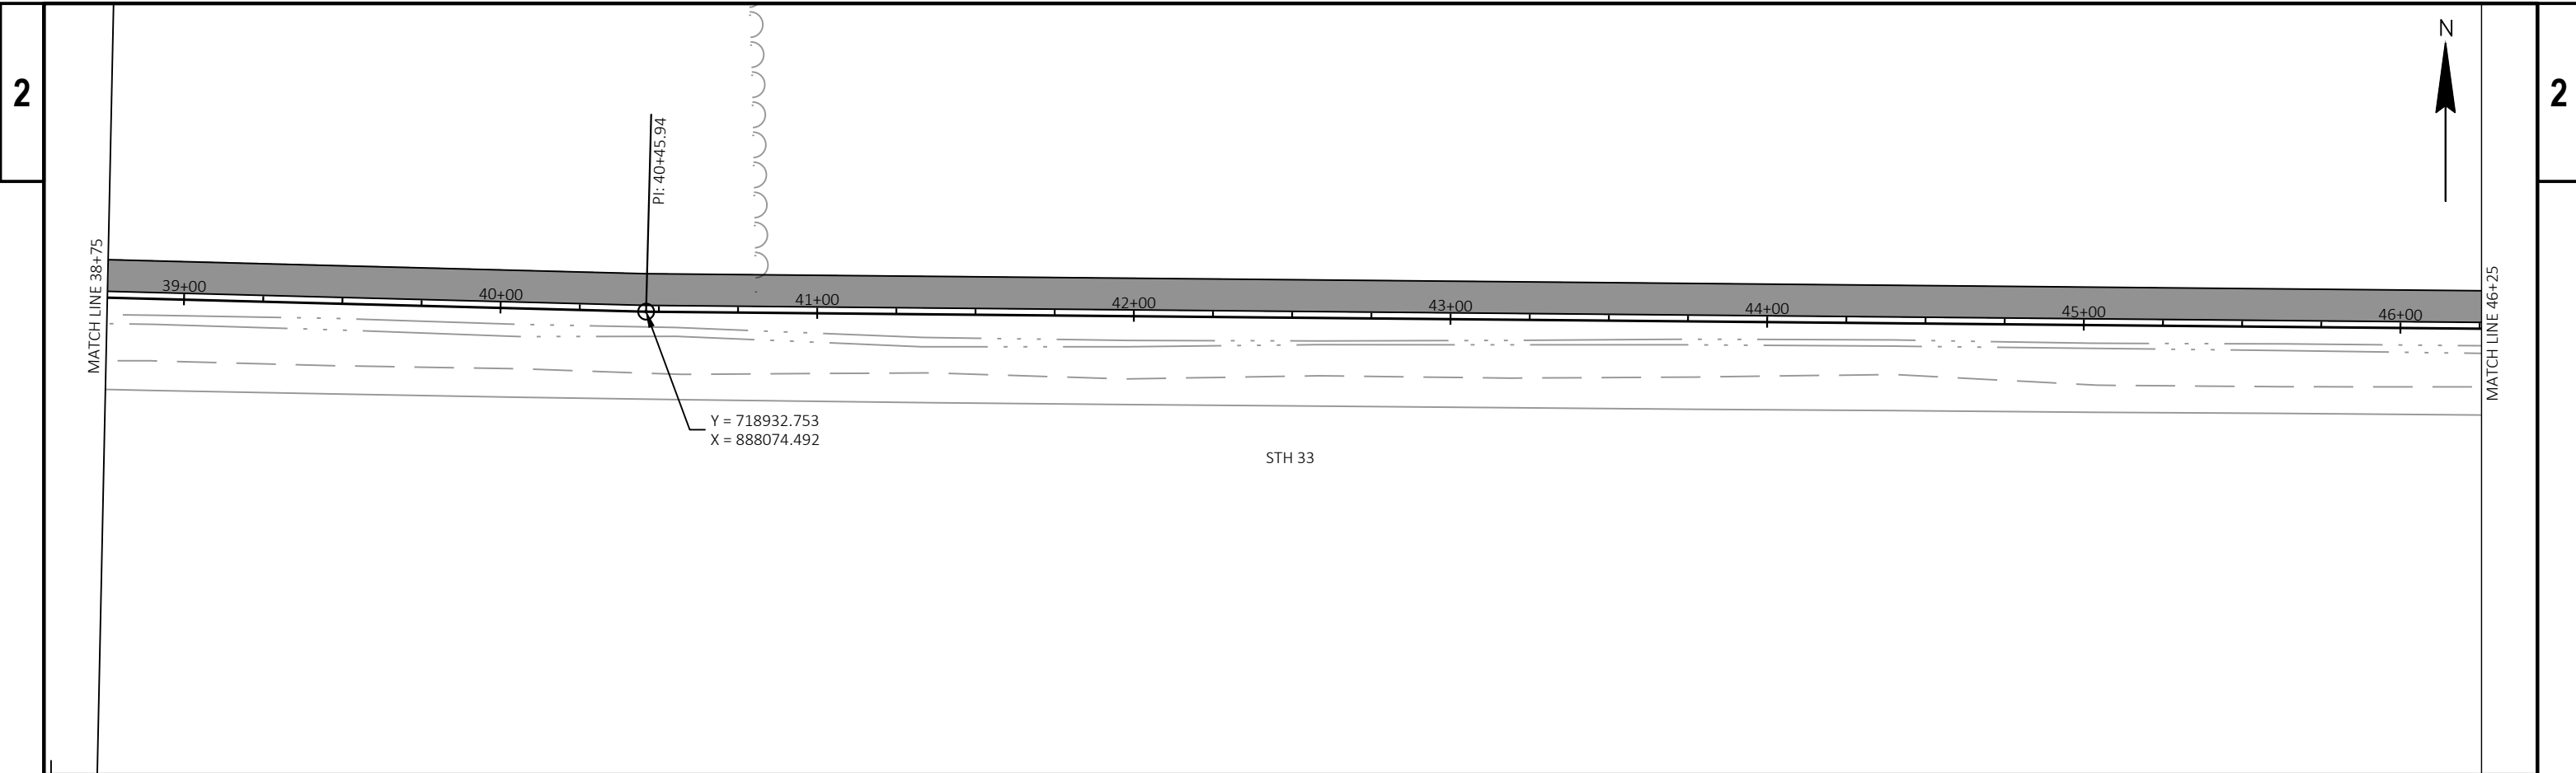 N
2
2
PI: 40+45.94
MATCH LINE 38+75
39+00
40+00
41+00
42+00
43+00
44+00
45+00
46+00
MATCH LINE 46+25
Y = 718932.753
X = 888074.492
STH 33